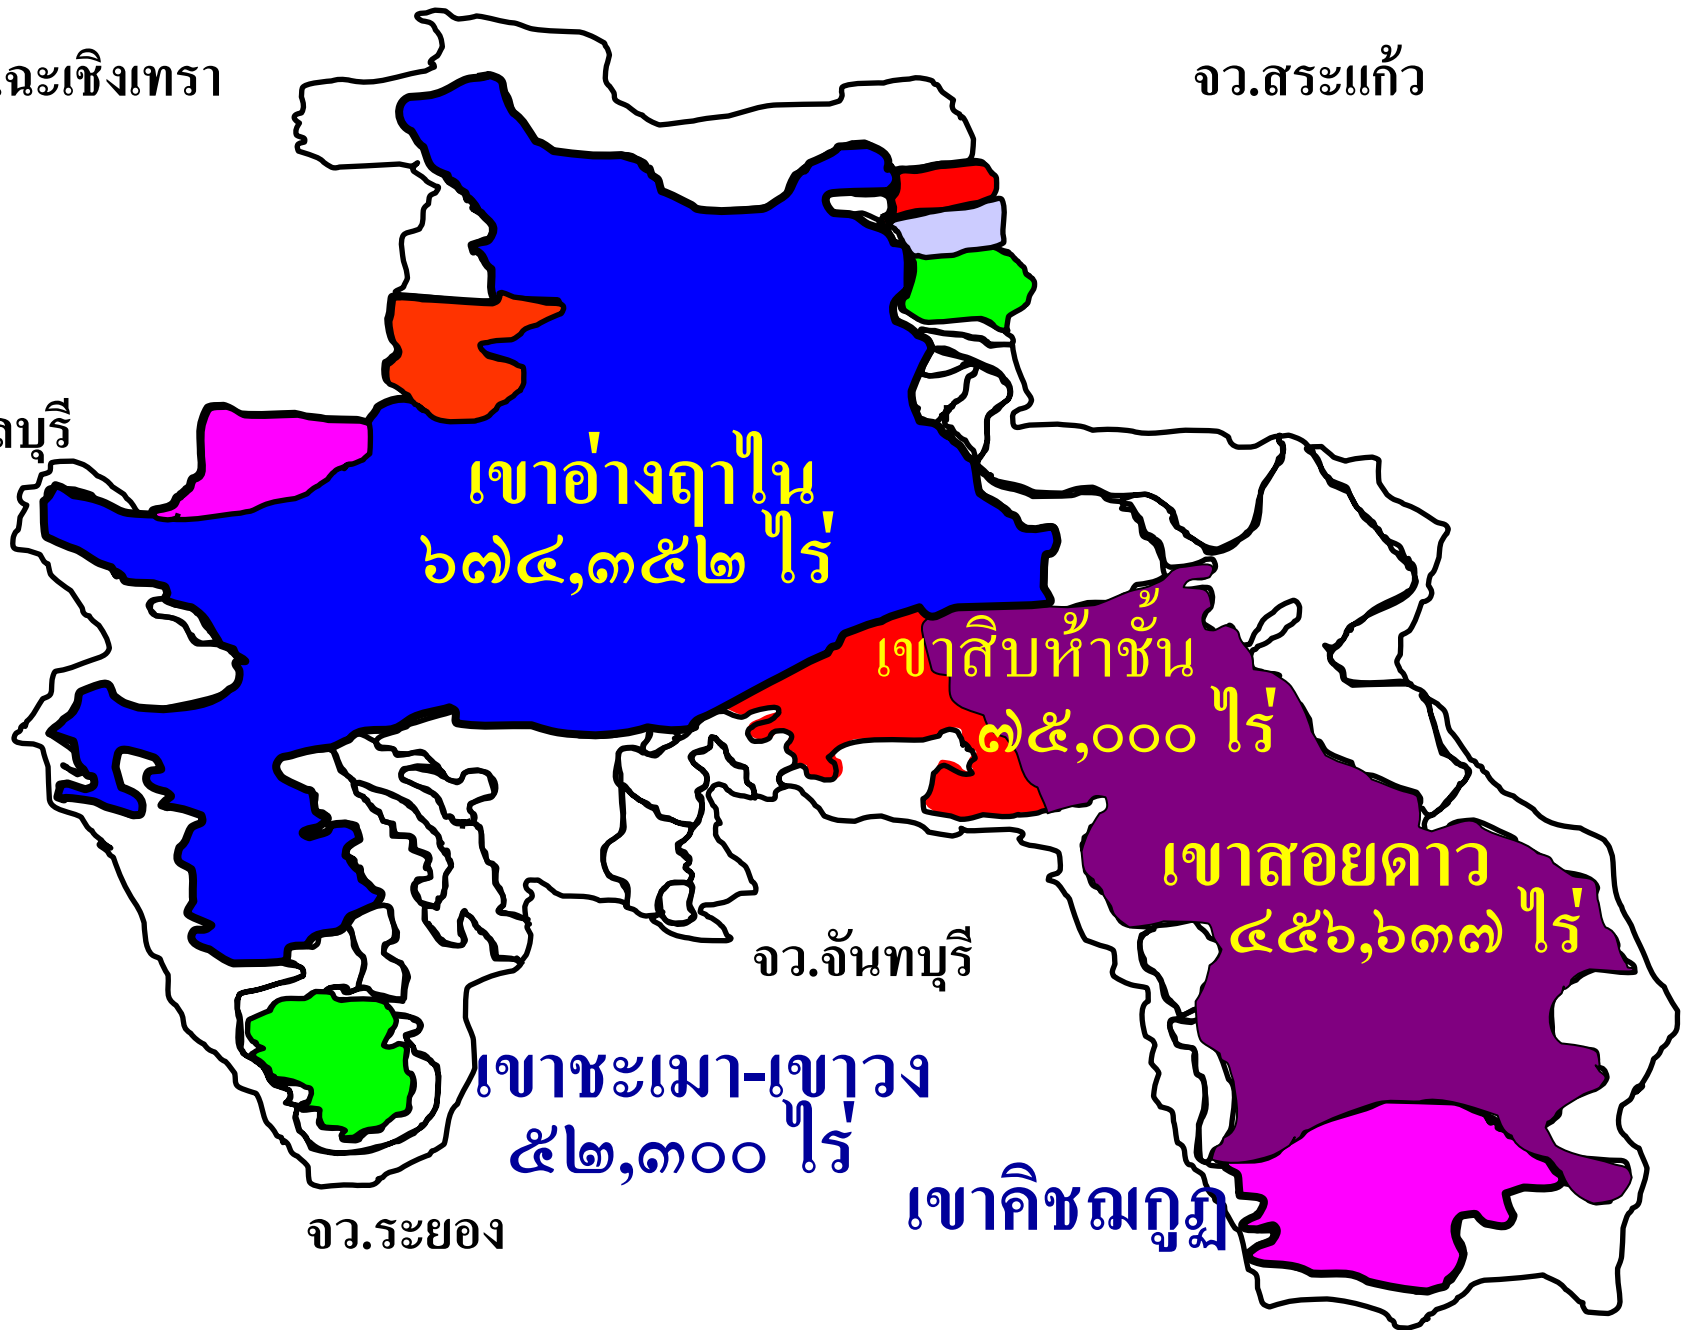 .ฉะเชิงเทรา
จว.สระแก้ว
ลบุรี
เขาอ่างฤาไน
๖๗๔,๓๕๒ ไร่
เขาสิบห้าชั้น
๗๕,๐๐๐ ไร่
เขาสอยดาว
๔๕๖,๖๓๗ ไร่
จว.จันทบุรี
เขาชะเมา-เขาวง
๕๒,๓๐๐ ไร่
เขาคิชฌกูฏ
จว.ระยอง